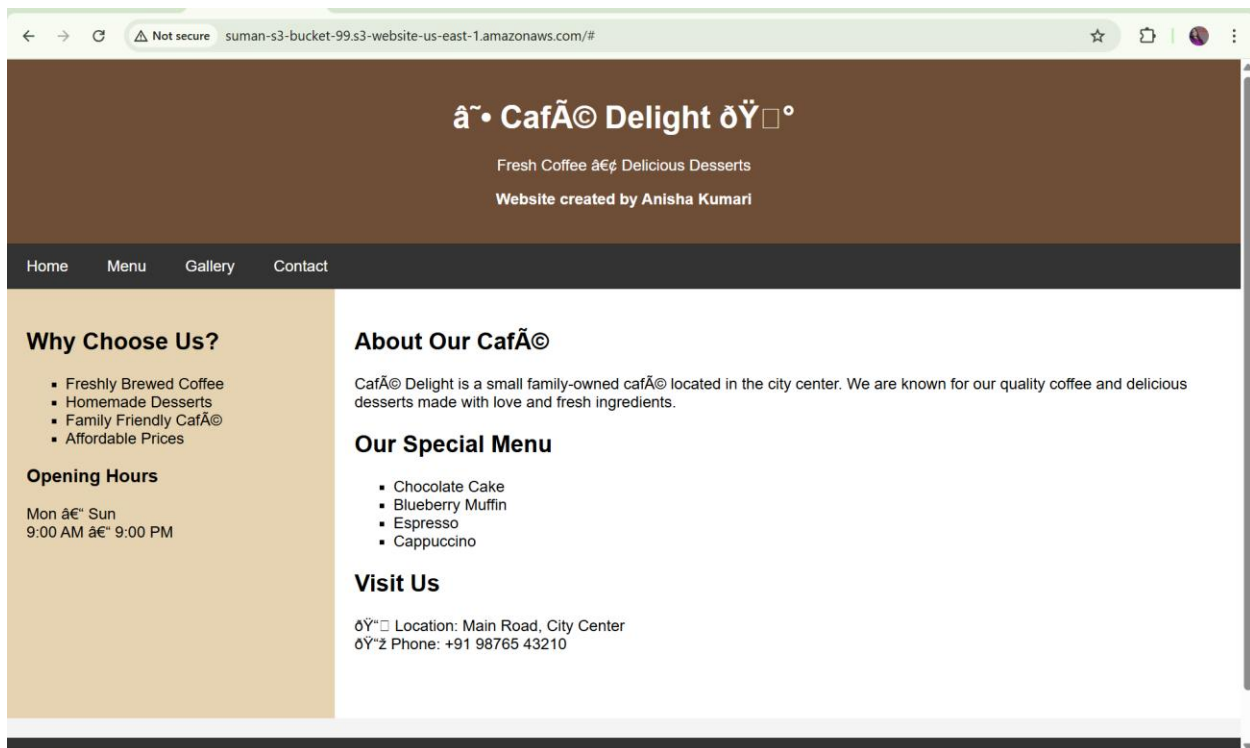 Not secure suman-s3-bucket-99.s3-website-us-east-1.amazonaws.com/#
â˜• CafÃ© Delight ðŸ□°
Fresh Coffee â€¢ Delicious Desserts
Website created by Anisha Kumari
Home Menu Gallery Contact
Why Choose Us?
Freshly Brewed Coffee
Homemade Desserts
Family Friendly CafÃ©
Affordable Prices
Opening Hours
Mon â€“ Sun
9:00 AM â€“ 9:00 PM
About Our CafÃ©
CafÃ© Delight is a small family-owned cafÃ© located in the city center. We are known for our quality coffee and delicious
desserts made with love and fresh ingredients.
Our Special Menu
Chocolate Cake
Blueberry Muffin
Espresso
Cappuccino
Visit Us
ðŸ“□ Location: Main Road, City Center
ðŸ“ž Phone: +91 98765 43210